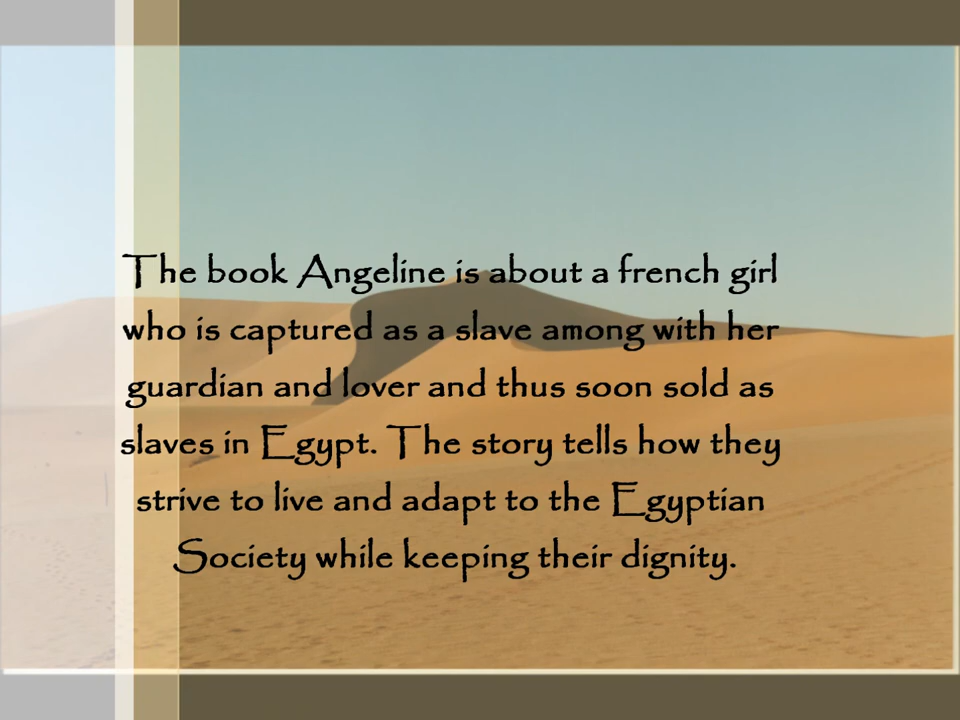 The book Angeline is about a french girl
who is captured as a slave among with her
guardian and lover and thus soon sold as
slaves in Egypt. The story tells how they
strive to live and adapt to the Egyptian
Society while keeping their dignity.